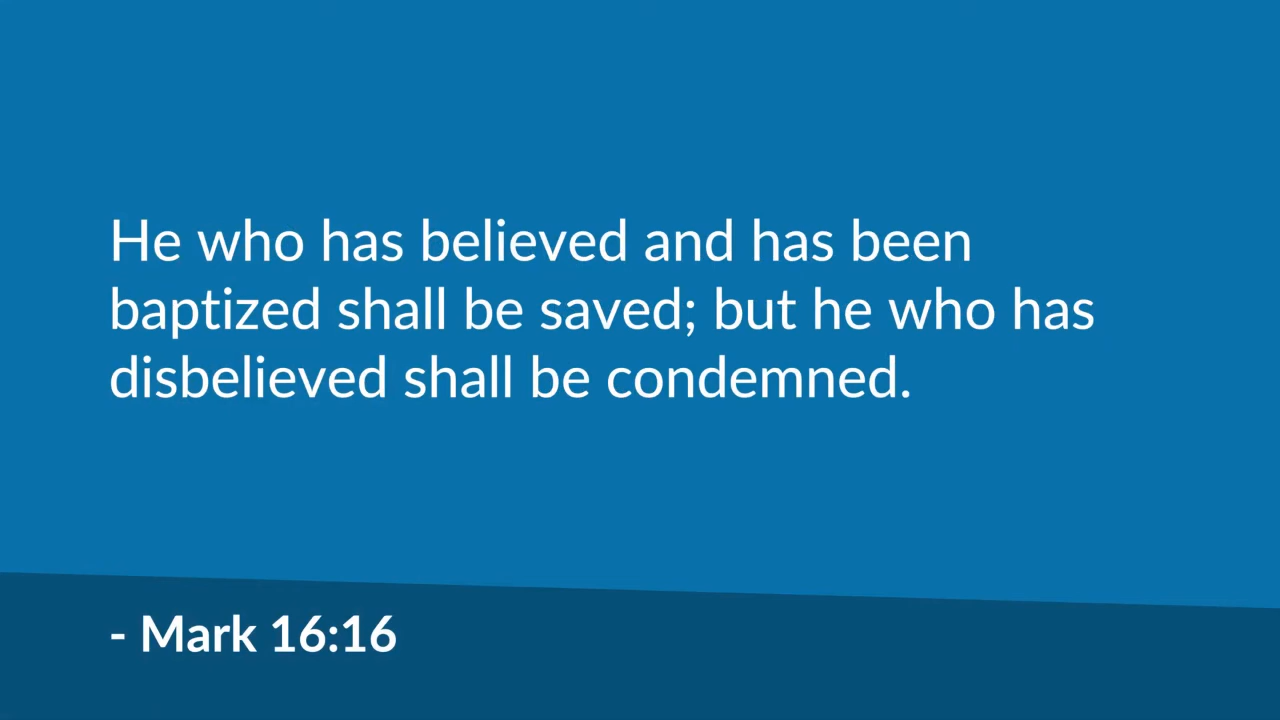 He who has believed and has been
baptized shall be saved; but he who has
disbelieved shall be condemned.
- Mark 16:16